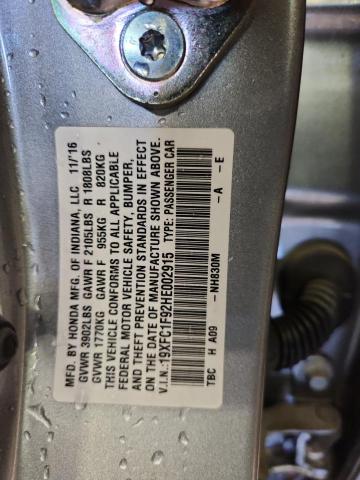 MFD. BY HONDA MFG. OF INDIANA, LLC 11/16
GVWR 3902LBS GAWR F 2105LBS R 1808LBS
GVWR 1770KG GAWR F 955KG R 820KG
THIS VEHICLE CONFORMS TO ALL APPLICABLE
FEDERAL MOTOR VEHICLE SAFETY, BUMPER,
AND THEFT PREVENTION STANDARDS IN EFFECT
ON THE DATE OF MANUFACTURE SHOWN ABOVE.
V.I.N.: 19XFC1F92HE002915 TYPE: PASSENGER CAR
TBC H A09 -NH830M -A -E